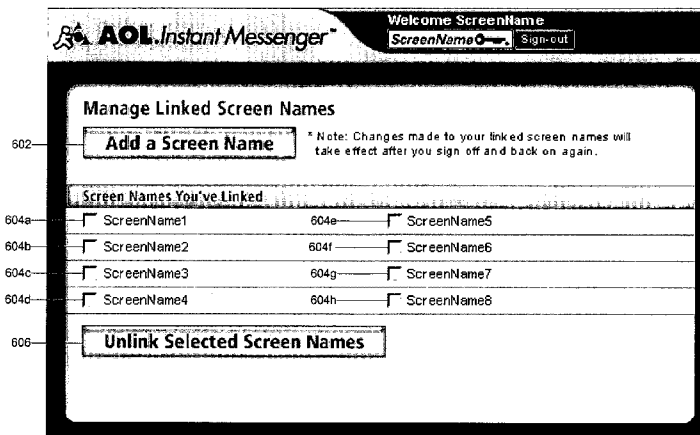 Welcome ScreenName
AOL Instant Messenger™
ScreenName Sign-out
Manage Linked Screen Names
602 Add a Screen Name
* Note: Changes made to your linked screen names will
take effect after you sign off and back on again.
Screen Names You've Linked
604a ScreenName1 604e ScreenName5
604b ScreenName2 604f ScreenName6
604c ScreenName3 604g ScreenName7
604d ScreenName4 604h ScreenName8
606 Unlink Selected Screen Names